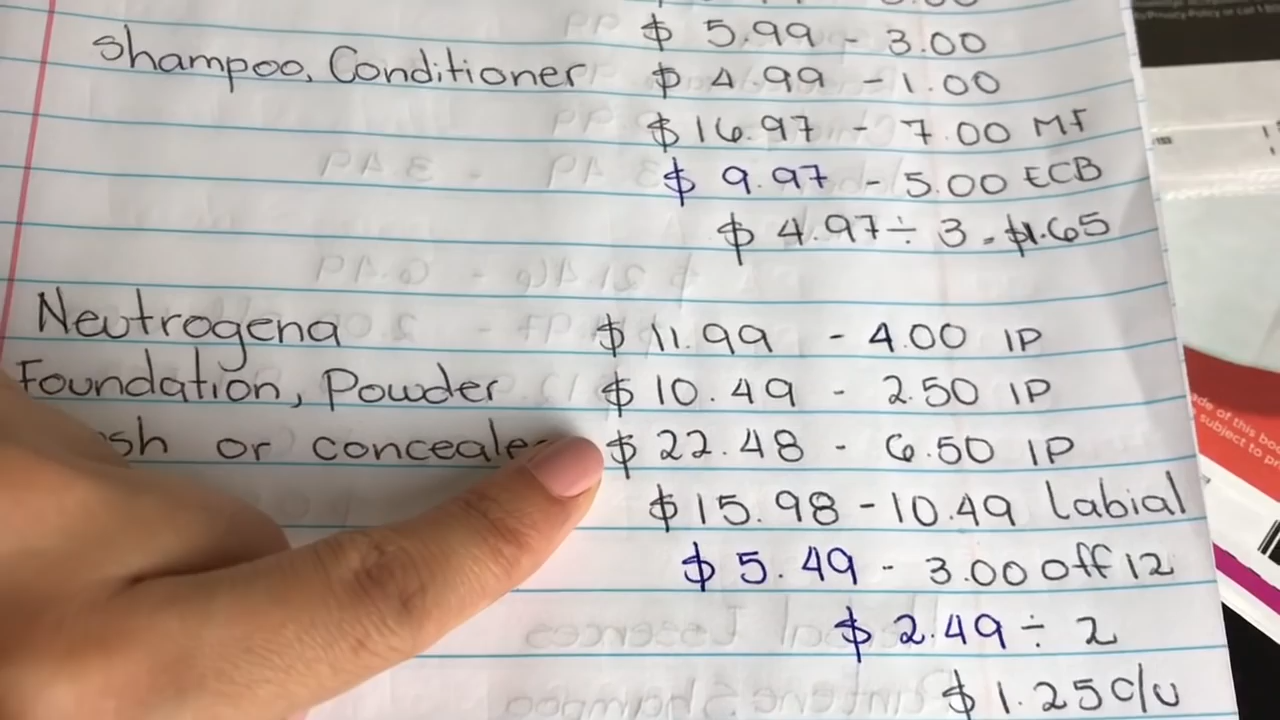 $ 5.99 - 3.00
Shampoo, Conditioner $ 4.99 - 1.00
$ 16.97 - 7.00 Mf
$ 9.97 - 5.00 ECB
$ 4.97 ÷ 3 = $1.65
Neutrogena $ 11.99 - 4.00 IP
Foundation, Powder $ 10.49 - 2.50 IP
or $ 22.48 - 6.50 IP
$ 15.98 - 10.49 Labial
$ 5.49 - 3.00 off 12
$ 2.49 ÷ 2
$ 1.25 c/u